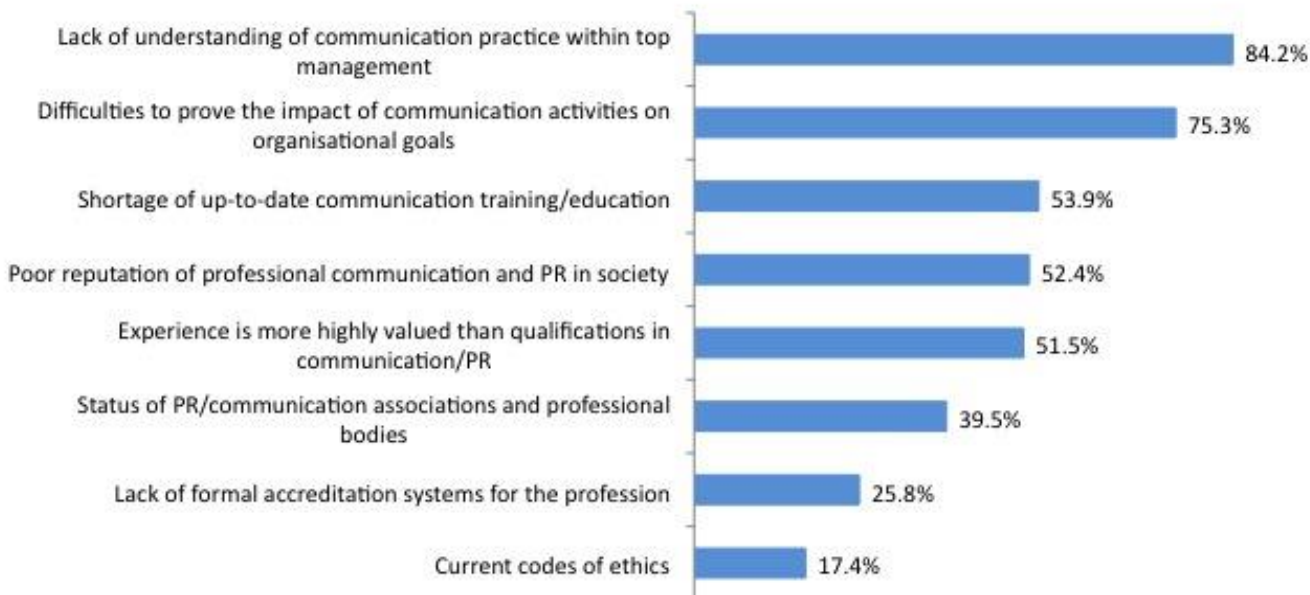 Lack of understanding of communication practice within top
management
84.2%
Difficulties to prove the impact of communication activities on
organisational goals
75.3%
Shortage of up-to-date communication training/education
53.9%
Poor reputation of professional communication and PR in society
52.4%
Experience is more highly valued than qualifications in
communication/PR
51.5%
Status of PR/communication associations and professional
bodies
39.5%
Lack of formal accreditation systems for the profession
25.8%
Current codes of ethics
17.4%